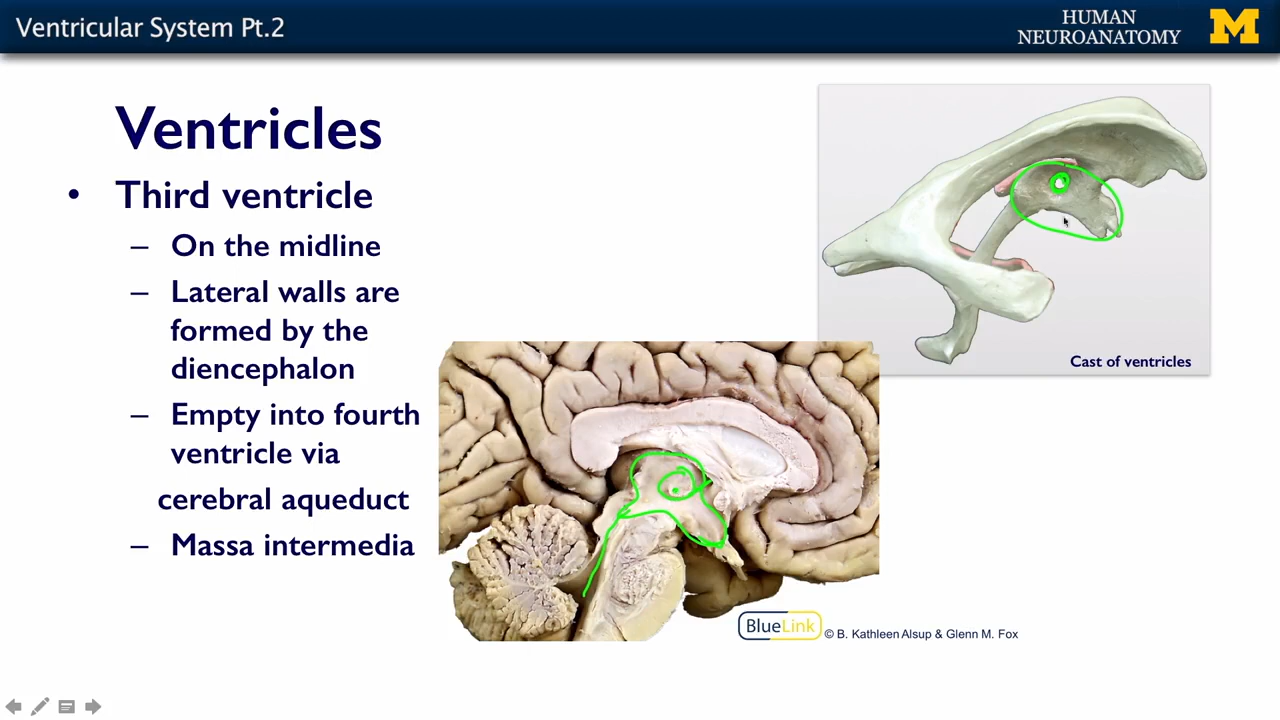 Ventricular System Pt.2
HUMAN
NEUROANATOMY
M
Ventricles
• Third ventricle
– On the midline
– Lateral walls are
formed by the
diencephalon
– Empty into fourth
ventricle via
cerebral aqueduct
– Massa intermedia
Cast of ventricles
BlueLink © B. Kathleen Alsup & Glenn M. Fox